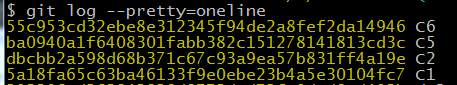 $ git log --pretty=oneline
55c953cd32ebe8e312345f94de2a8fef2da14946 C6
ba0940a1f6408301fabb382c151278141813cd3c C5
dbcbb2a598d68b371c67c93a9ea57b831ff4a19e C2
5a18fa65c63ba46133f9e0ebe23b4a5e30104fc7 C1